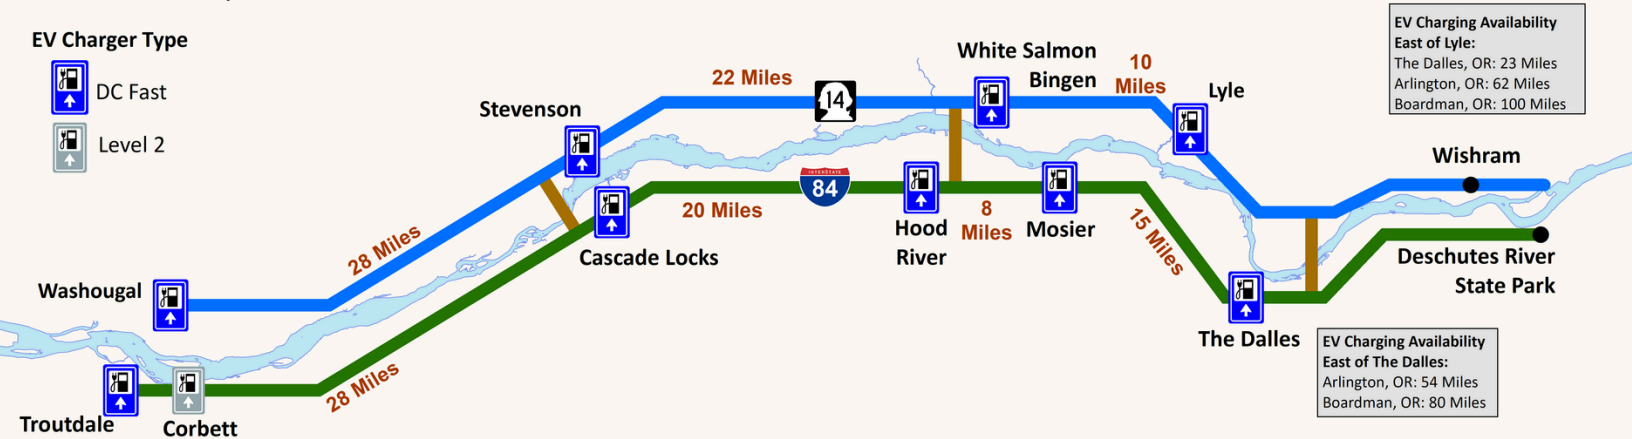 EV Charger Type
DC Fast
Level 2
Washougal
28 Miles
Stevenson
22 Miles
14
White Salmon
Bingen
10
Miles
Lyle
Wishram
Troutdale
Corbett
28 Miles
Cascade Locks
20 Miles
INTERSTATE
84
Hood
River
8
Miles
Mosier
15 Miles
The Dalles
Deschutes River
State Park
EV Charging Availability
East of Lyle:
The Dalles, OR: 23 Miles
Arlington, OR: 62 Miles
Boardman, OR: 100 Miles
EV Charging Availability
East of The Dalles:
Arlington, OR: 54 Miles
Boardman, OR: 80 Miles